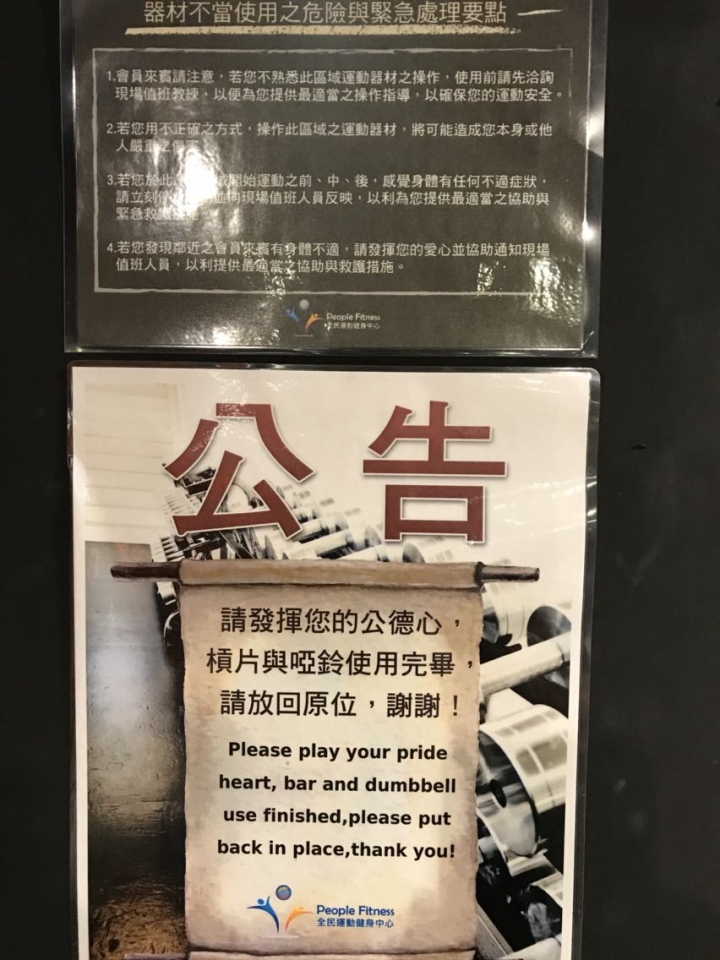 器材不當使用之危險與緊急處理要點
1.會員來賓請注意，若您不熟悉此區域運動器材之操作，使用前請先洽詢
現場值班教練，以便為您提供最適當之操作指導，以確保您的運動安全。
2.若您用不正確之方式，操作此區域之運動器材，將可能造成您本身或他
人嚴重之傷害
3.若您於此 開始運動之前、中、後，感覺身體有任何不適症狀，
請立刻 向現場值班人員反映，以利為您提供最適當之協助與
緊急救護措施
4.若您發現鄰近之會員來賓有身體不適，請發揮您的愛心並協助通知現場
值班人員，以利提供最適當之協助與救護措施。
People Fitness
全民運動健身中心
公告
請發揮您的公德心，
槓片與啞鈴使用完畢，
請放回原位，謝謝！
Please play your pride
heart, bar and dumbbell
use finished,please put
back in place,thank you!
People Fitness
全民運動健身中心